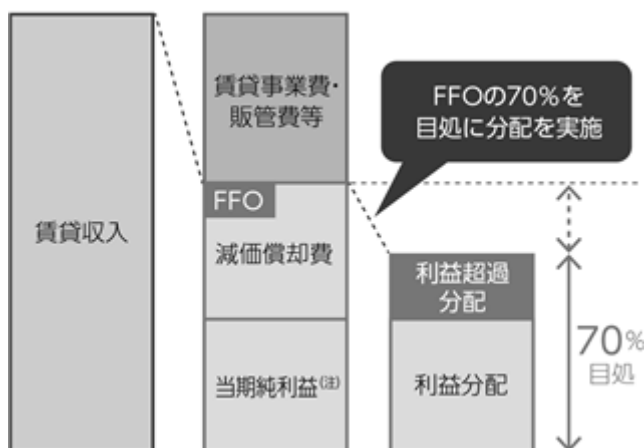 賃貸収入
賃貸事業費・
販管費等
FFO
減価償却費
当期純利益(注)
FFOの70%を
目処に分配を実施
利益超過
分配
利益分配
70%
目処